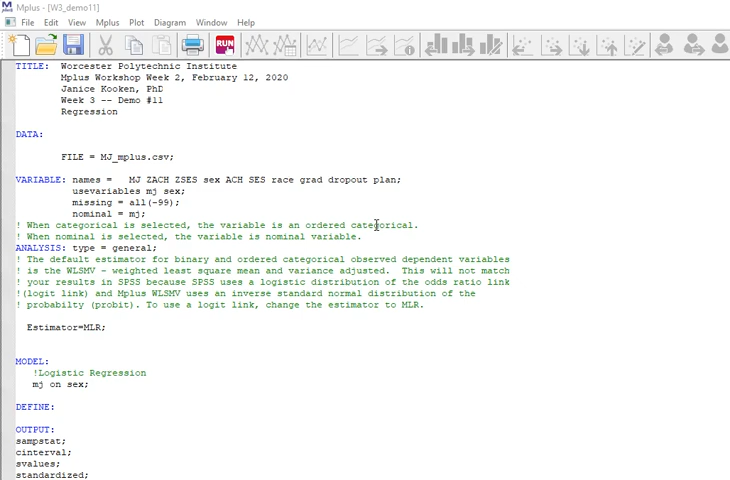 Mplus
Mplus - [W3_demo11]
File Edit View Mplus Plot Diagram Window Help
RUN
TITLE: Worcester Polytechnic Institute
Mplus Workshop Week 2, February 12, 2020
Janice Kooken, PhD
Week 3 -- Demo #11
Regression
DATA:
FILE = MJ_mplus.csv;
VARIABLE: names = MJ ZACH ZSES sex ACH SES race grad dropout plan;
usevariables mj sex;
missing = all(-99);
nominal = mj;
! When categorical is selected, the variable is an ordered categorical.
! When nominal is selected, the variable is nominal variable.
ANALYSIS: type = general;
! The default estimator for binary and ordered categorical observed dependent variables
! is the WLSMV - weighted least square mean and variance adjusted. This will not match
! your results in SPSS because SPSS uses a logistic distribution of the odds ratio link
!(logit link) and Mplus WLSMV uses an inverse standard normal distribution of the
! probabilty (probit). To use a logit link, change the estimator to MLR.
Estimator=MLR;
MODEL:
!Logistic Regression
mj on sex;
DEFINE:
OUTPUT:
sampstat;
cinterval;
svalues;
standardized;